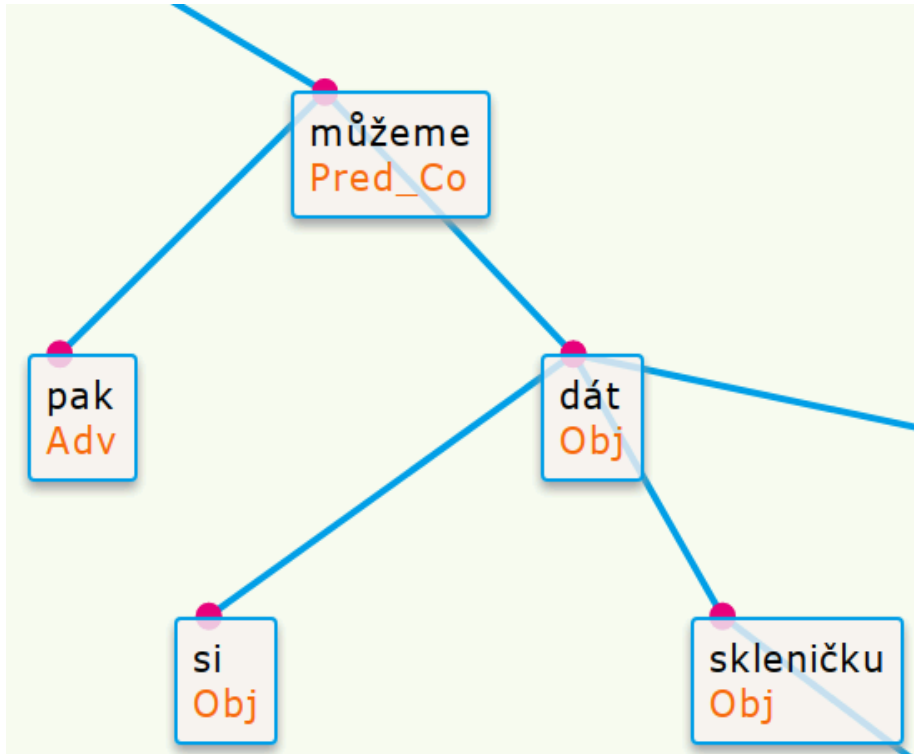 můžeme
Pred_Co
pak
Adv
dát
Obj
si
Obj
skleničku
Obj